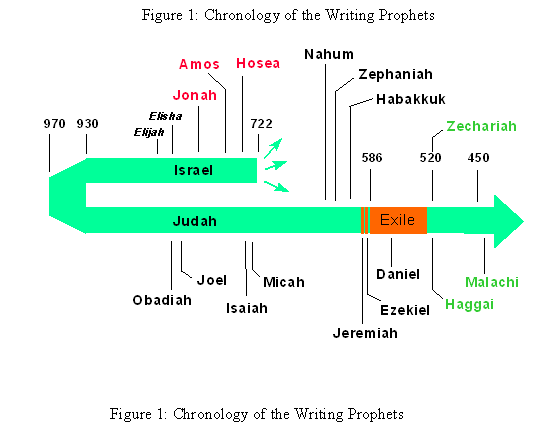 Figure 1: Chronology of the Writing Prophets
Nahum
Amos
Hosea
Zephaniah
Jonah
Habakkuk
Elisha
970
930
722
Zechariah
Elijah
586
520
450
Israel
Judah
Exile
Joel
Micah
Daniel
Malachi
Obadiah
Isaiah
Ezekiel
Haggai
Jeremiah
Figure 1: Chronology of the Writing Prophets